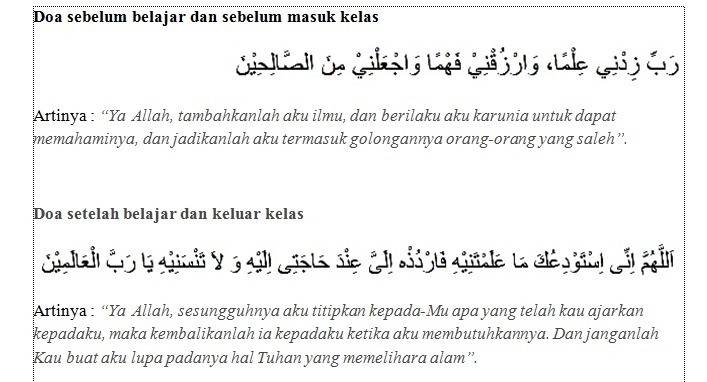 Doa sebelum belajar dan sebelum masuk kelas
رَبِّ زِدْنِي عِلْمًا، وَارْزُقْنِيْ فَهْمًا وَاجْعَلْنِيْ مِنَ الصَّالِحِيْنَ
Artinya : “Ya Allah, tambahkanlah aku ilmu, dan berilaku aku karunia untuk dapat
memahaminya, dan jadikanlah aku termasuk golongannya orang-orang yang saleh”.
Doa setelah belajar dan keluar kelas
اَللَّهُمَّ اِنِّى اِسْتَوْدِعُكَ مَا عَلَّمْتَنِيْهِ فَارْدُدْهُ اِلَىَّ عِنْدَ حَاجَتِى اِلَيْهِ وَ لاَ تَنْسَنِيْهِ يَا رَبَّ الْعَالَمِيْنَ
Artinya : “Ya Allah, sesungguhnya aku titipkan kepada-Mu apa yang telah kau ajarkan
kepadaku, maka kembalikanlah ia kepadaku ketika aku membutuhkannya. Dan janganlah
Kau buat aku lupa padanya hal Tuhan yang memelihara alam”.